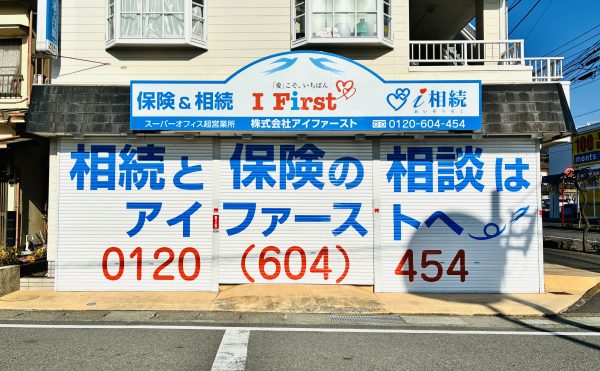 「愛」こそ、いちばん
保険&相続 I First i相続
あいそうぞく
スーパーオフィス超営業所 株式会社アイファースト 0120-604-454
相続と保険の相談は
アイファーストへ
0120 (604) 454
100
meets